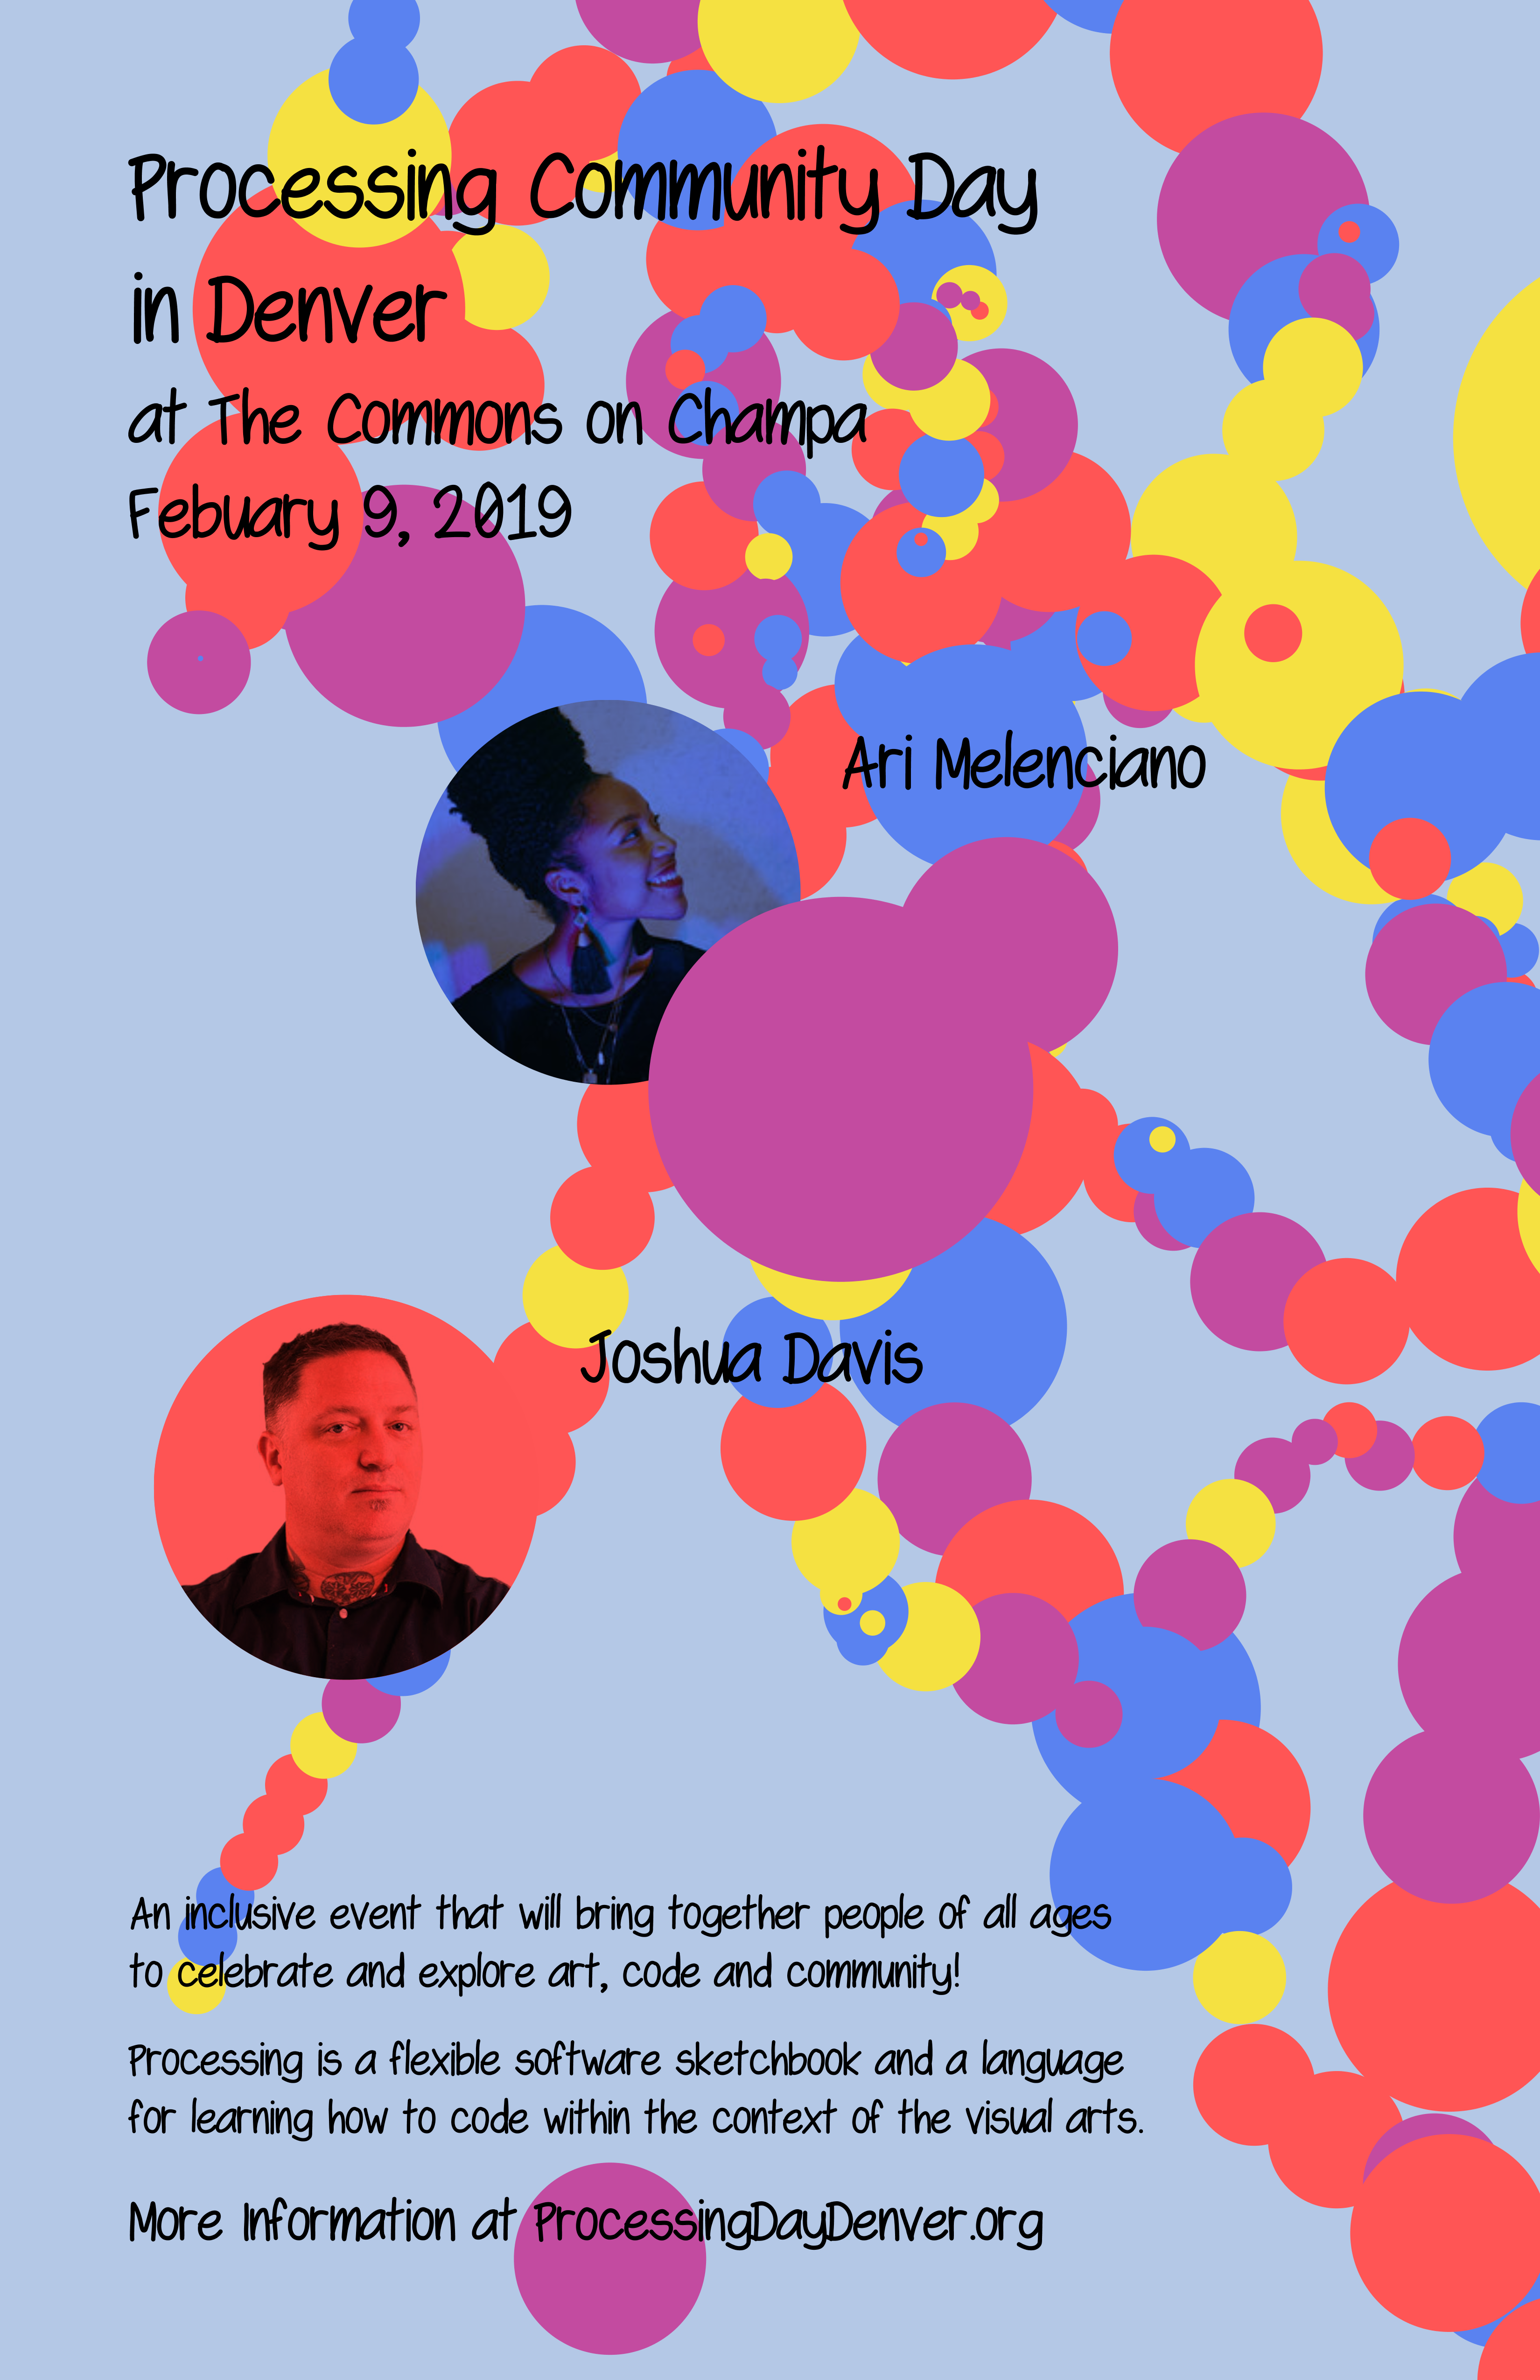 Processing Community Day
in Denver
at The Commons on Champa
Febuary 9, 2019
Ari Melenciano
Joshua Davis
An inclusive event that will bring together people of all ages
to celebrate and explore art, code and community!
Processing is a flexible software sketchbook and a language
for learning how to code within the context of the visual arts.
More Information at ProcessingDayDenver.org